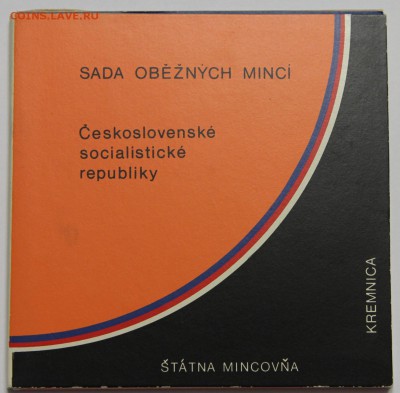 COINS.LAVE.RU
SADA OBĚŽNÝCH MINCÍ
Československé
socialistické
republiky
KREMNICA
ŠTÁTNA MINCOVŇA